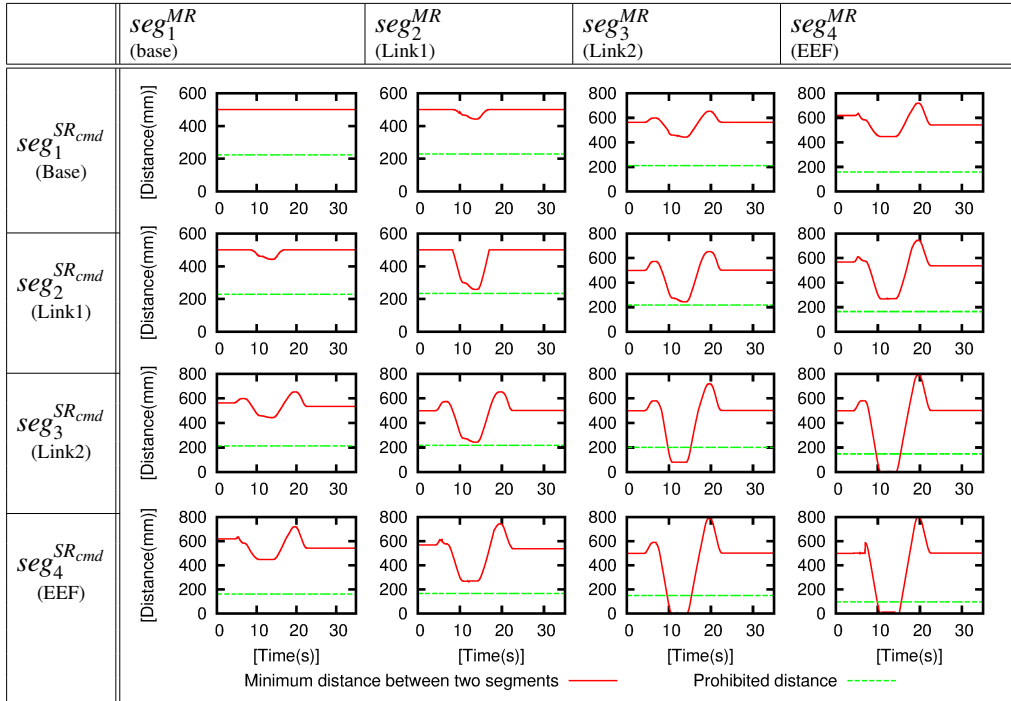 seg_1^{MR} seg_2^{MR} seg_3^{MR} seg_4^{MR}
(base) (Link1) (Link2) (EEF)
seg_1^{SR_{cmd}}
(Base)
[Distance(mm)]
600 400 200 0
0 10 20 30
600 400 200 0
0 10 20 30
800 600 400 200 0
0 10 20 30
800 600 400 200 0
0 10 20 30
seg_2^{SR_{cmd}}
(Link1)
[Distance(mm)]
600 400 200 0
0 10 20 30
600 400 200 0
0 10 20 30
800 600 400 200 0
0 10 20 30
800 600 400 200 0
0 10 20 30
seg_3^{SR_{cmd}}
(Link2)
[Distance(mm)]
800 600 400 200 0
0 10 20 30
800 600 400 200 0
0 10 20 30
800 600 400 200 0
0 10 20 30
800 600 400 200 0
0 10 20 30
seg_4^{SR_{cmd}}
(EEF)
[Distance(mm)]
800 600 400 200 0
0 10 20 30
800 600 400 200 0
0 10 20 30
800 600 400 200 0
0 10 20 30
800 600 400 200 0
0 10 20 30
[Time(s)] [Time(s)] [Time(s)] [Time(s)]
Minimum distance between two segments Prohibited distance